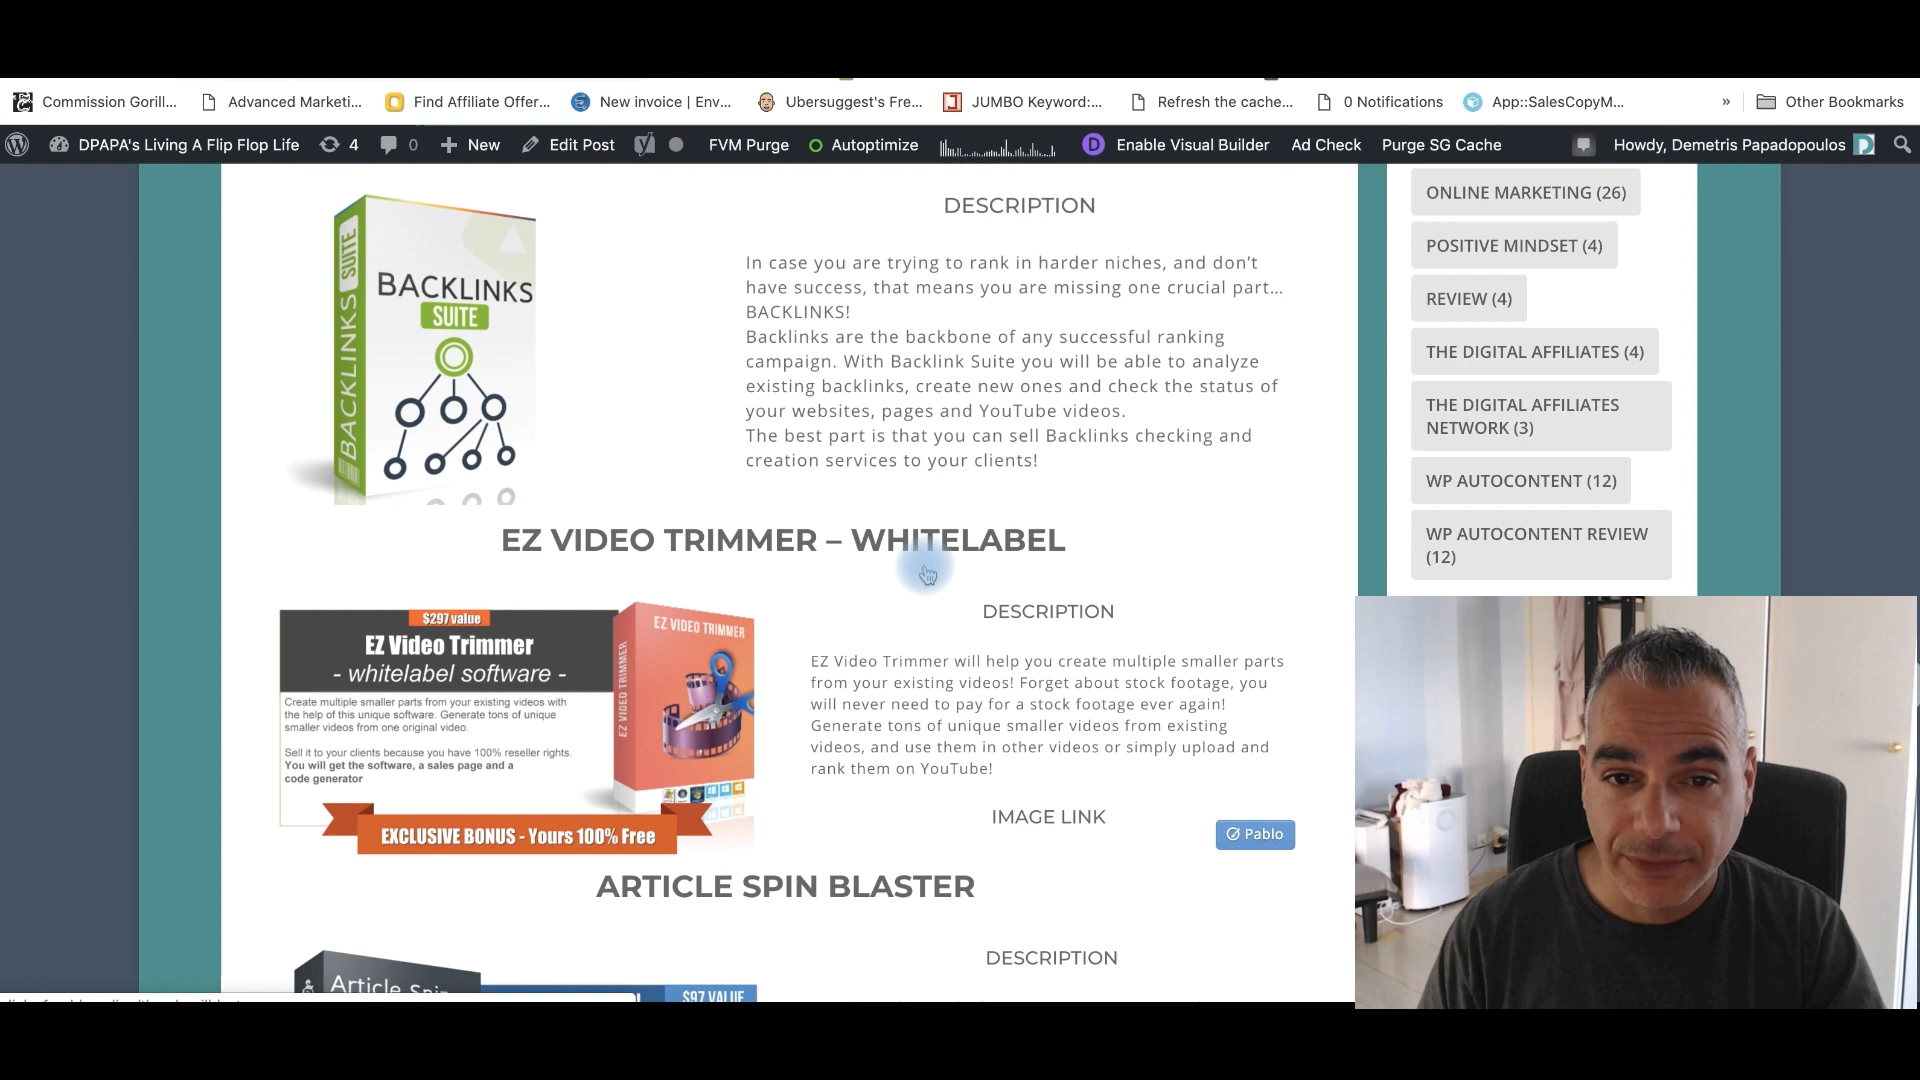 Commission Gorill...
Advanced Marketi...
Find Affiliate Offer...
New invoice | Env...
Ubersuggest's Fre...
JUMBO Keyword:...
Refresh the cache...
0 Notifications
App::SalesCopyM...
»
Other Bookmarks
DPAPA's Living A Flip Flop Life
4
0
New
Edit Post
FVM Purge
Autoptimize
D
Enable Visual Builder
Ad Check
Purge SG Cache
Howdy, Demetris Papadopoulos
BACKLINKS SUITE
BACKLINKS
SUITE
DESCRIPTION
In case you are trying to rank in harder niches, and don't
have success, that means you are missing one crucial part...
BACKLINKS!
Backlinks are the backbone of any successful ranking
campaign. With Backlink Suite you will be able to analyze
existing backlinks, create new ones and check the status of
your websites, pages and YouTube videos.
The best part is that you can sell Backlinks checking and
creation services to your clients!
EZ VIDEO TRIMMER – WHITELABEL
$297 value
EZ Video Trimmer
- whitelabel software -
Create multiple smaller parts from your existing videos with
the help of this unique software. Generate tons of unique
smaller videos from one original video.
Sell it to your clients because you have 100% reseller rights.
You will get the software, a sales page and a
code generator
EXCLUSIVE BONUS - Yours 100% Free
EZ VIDEO TRIMMER
EZ VIDEO TRIMMER
DESCRIPTION
EZ Video Trimmer will help you create multiple smaller parts
from your existing videos! Forget about stock footage, you
will never need to pay for a stock footage ever again!
Generate tons of unique smaller videos from existing
videos, and use them in other videos or simply upload and
rank them on YouTube!
IMAGE LINK
Pablo
ARTICLE SPIN BLASTER
Article Spin
$97 VALUE
DESCRIPTION
ONLINE MARKETING (26)
POSITIVE MINDSET (4)
REVIEW (4)
THE DIGITAL AFFILIATES (4)
THE DIGITAL AFFILIATES
NETWORK (3)
WP AUTOCONTENT (12)
WP AUTOCONTENT REVIEW
(12)